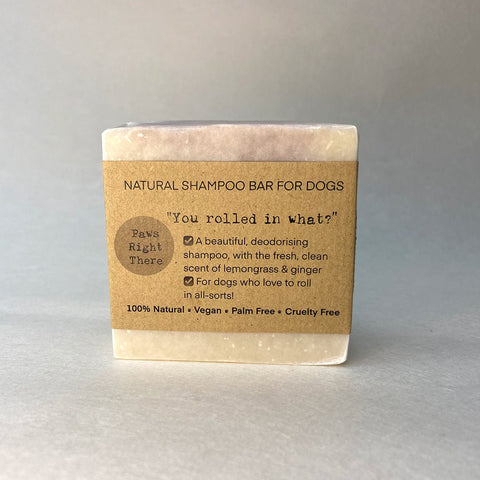 NATURAL SHAMPOO BAR FOR DOGS
"You rolled in what?"
Paws
Right
There
☑ A beautiful, deodorising
shampoo, with the fresh, clean
scent of lemongrass & ginger
☑ For dogs who love to roll
in all-sorts!
100% Natural • Vegan • Palm Free • Cruelty Free